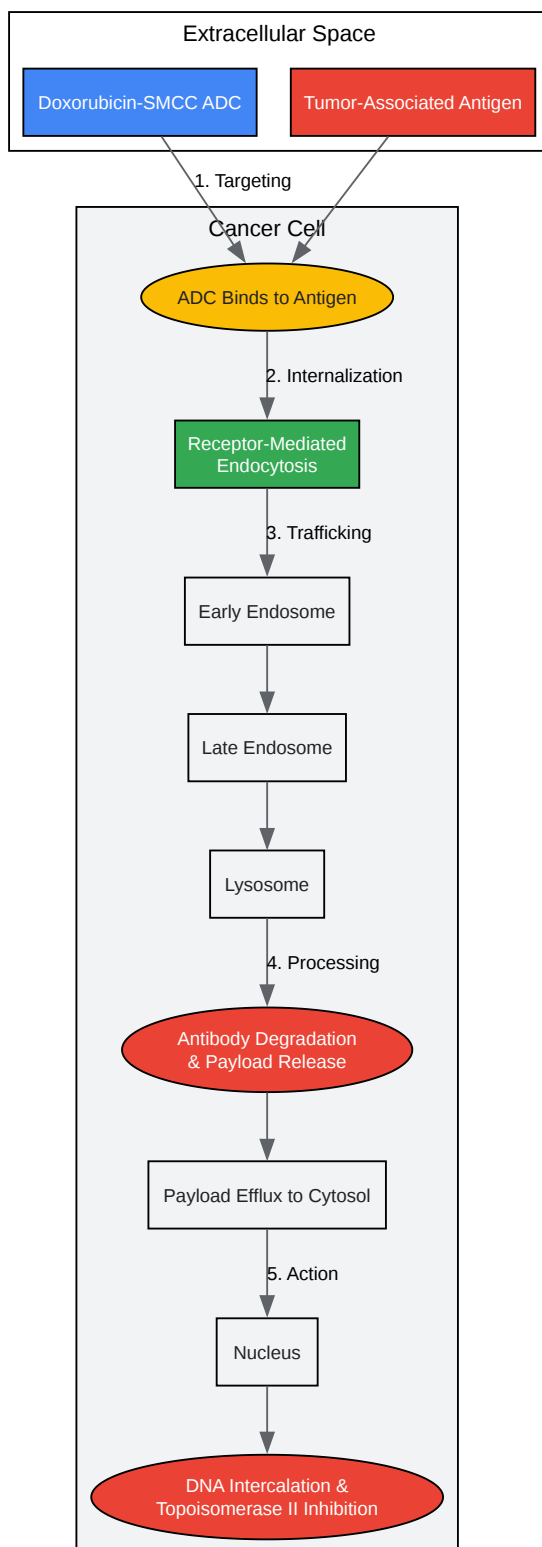 Extracellular Space
Doxorubicin-SMCC ADC
Tumor-Associated Antigen
1. Targeting
Cancer Cell
ADC Binds to Antigen
2. Internalization
Receptor-Mediated
Endocytosis
3. Trafficking
Early Endosome
Late Endosome
Lysosome
4. Processing
Antibody Degradation
& Payload Release
Payload Efflux to Cytosol
5. Action
Nucleus
DNA Intercalation &
Topoisomerase II Inhibition